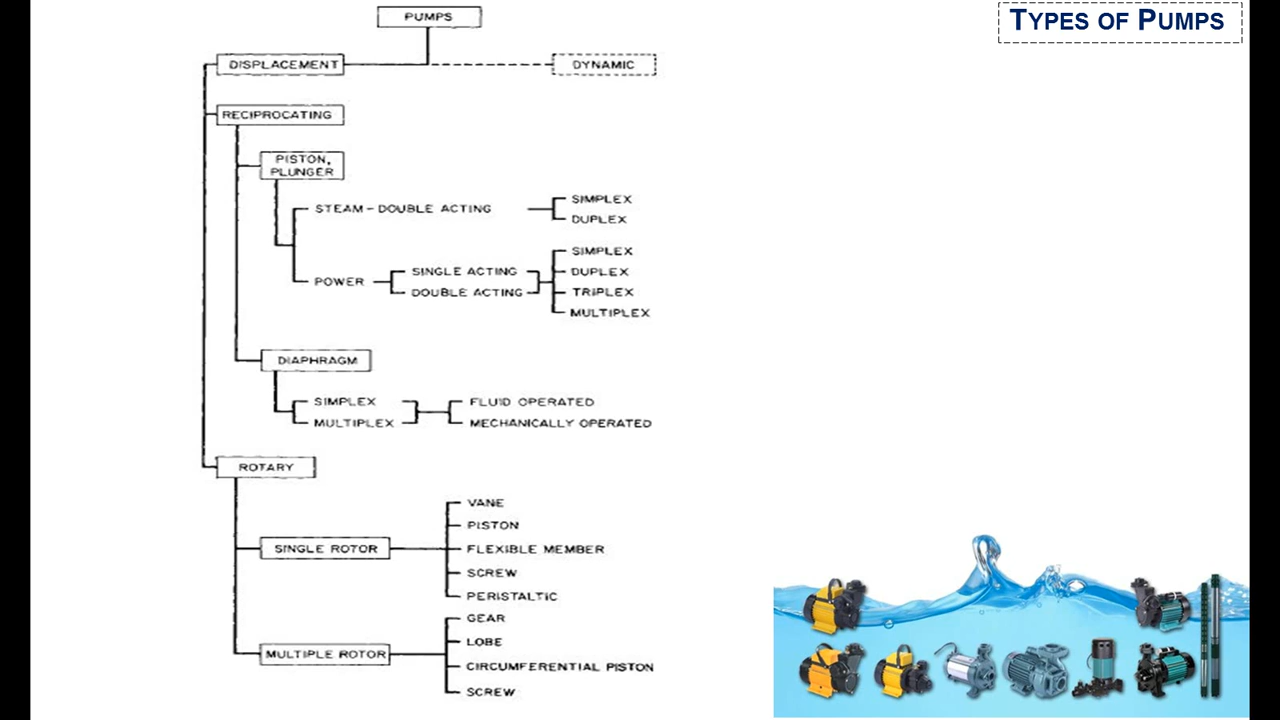 TYPES OF PUMPS
PUMPS
DISPLACEMENT
DYNAMIC
RECIPROCATING
PISTON,
PLUNGER
STEAM – DOUBLE ACTING
SIMPLEX
DUPLEX
POWER
SINGLE ACTING
DOUBLE ACTING
SIMPLEX
DUPLEX
TRIPLEX
MULTIPLEX
DIAPHRAGM
SIMPLEX
MULTIPLEX
FLUID OPERATED
MECHANICALLY OPERATED
ROTARY
SINGLE ROTOR
VANE
PISTON
FLEXIBLE MEMBER
SCREW
PERISTALTIC
MULTIPLE ROTOR
GEAR
LOBE
CIRCUMFERENTIAL PISTON
SCREW